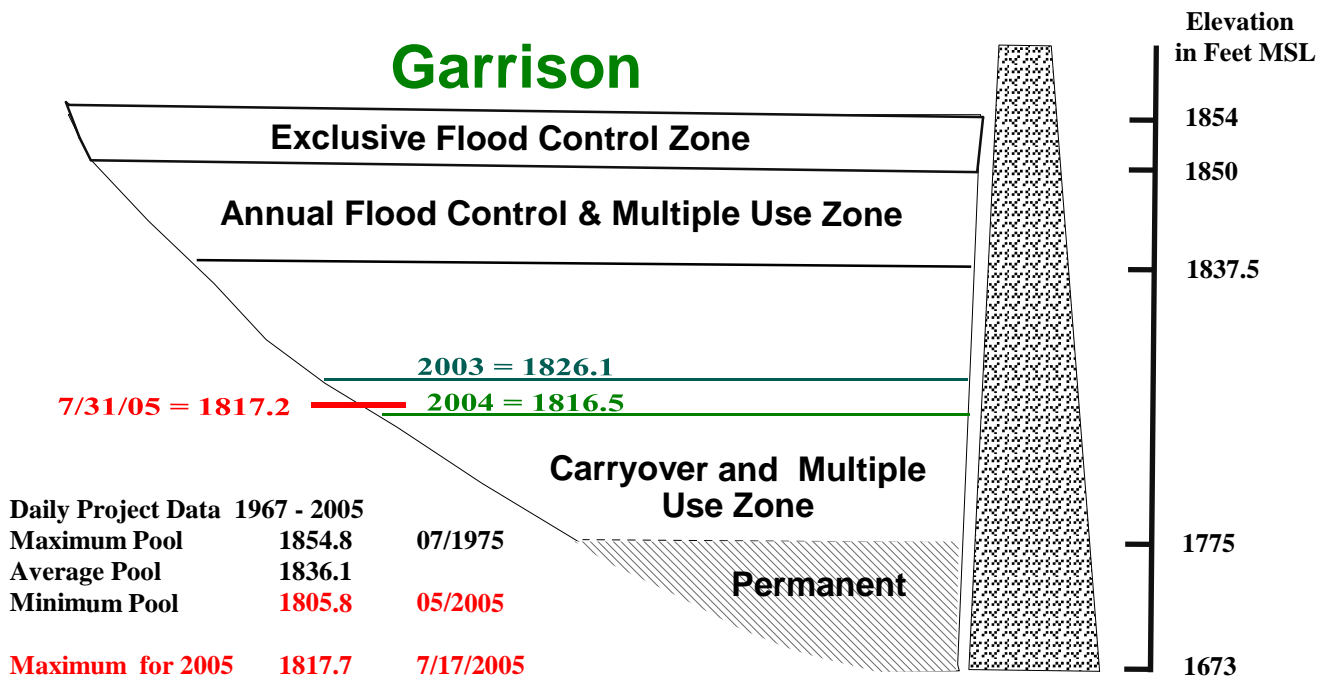 Garrison
Elevation
in Feet MSL
Exclusive Flood Control Zone
1854
1850
Annual Flood Control & Multiple Use Zone
1837.5
2003 = 1826.1
7/31/05 = 1817.2
2004 = 1816.5
Carryover and Multiple
Use Zone
Daily Project Data 1967 - 2005
Maximum Pool 1854.8 07/1975
Average Pool 1836.1
Minimum Pool 1805.8 05/2005
Maximum for 2005 1817.7 7/17/2005
1775
Permanent
1673